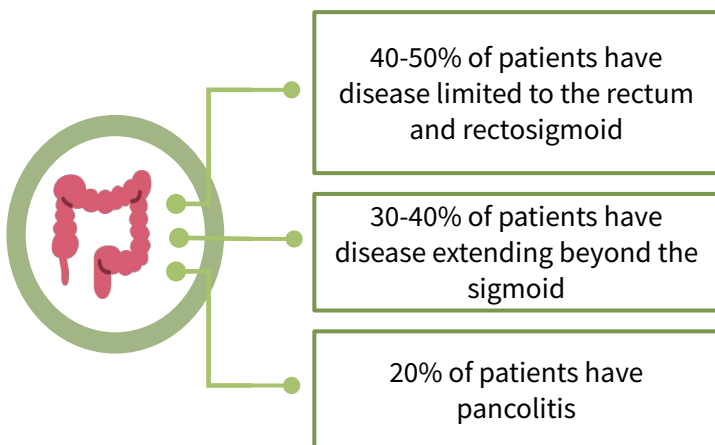 40-50% of patients have
disease limited to the rectum
and rectosigmoid
30-40% of patients have
disease extending beyond the
sigmoid
20% of patients have
pancolitis